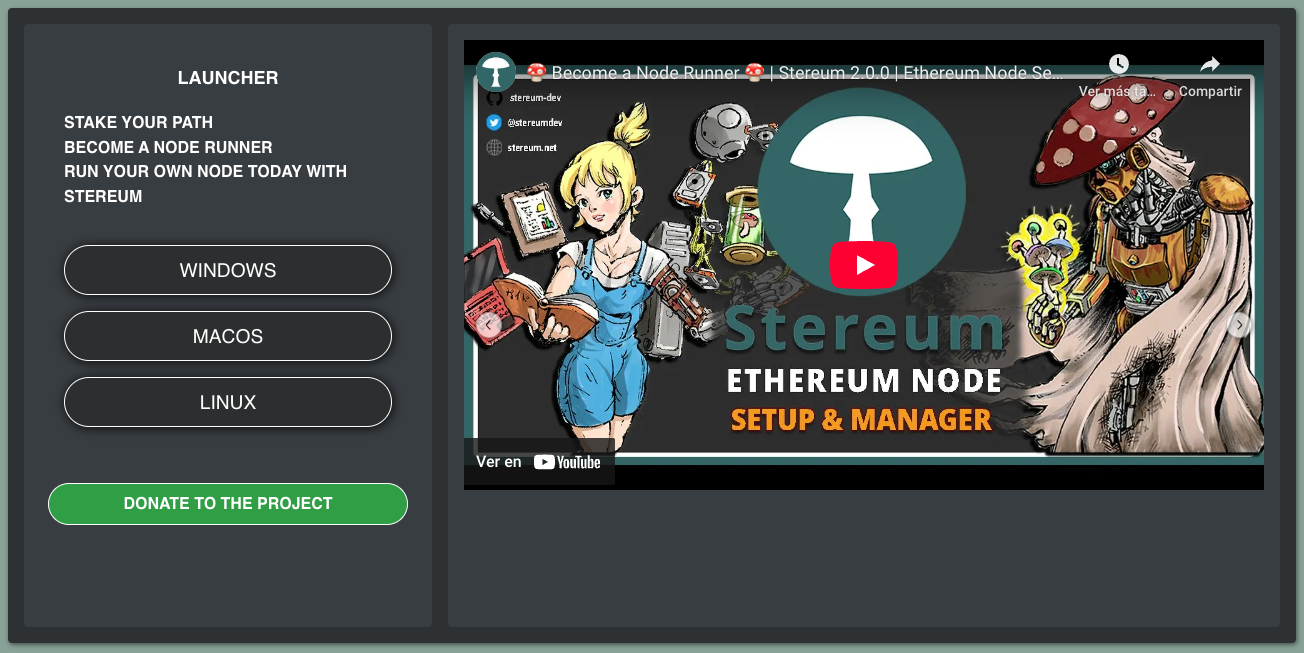 LAUNCHER
STAKE YOUR PATH
BECOME A NODE RUNNER
RUN YOUR OWN NODE TODAY WITH
STEREUM
WINDOWS
MACOS
LINUX
DONATE TO THE PROJECT
🍄 Become a Node Runner 🍄 | Stereum 2.0.0 | Ethereum Node Se...
Ver más ta...
Compartir
stereum-dev
@stereumdev
stereum.net
Stereum
ETHEREUM NODE
SETUP & MANAGER
Ver en YouTube